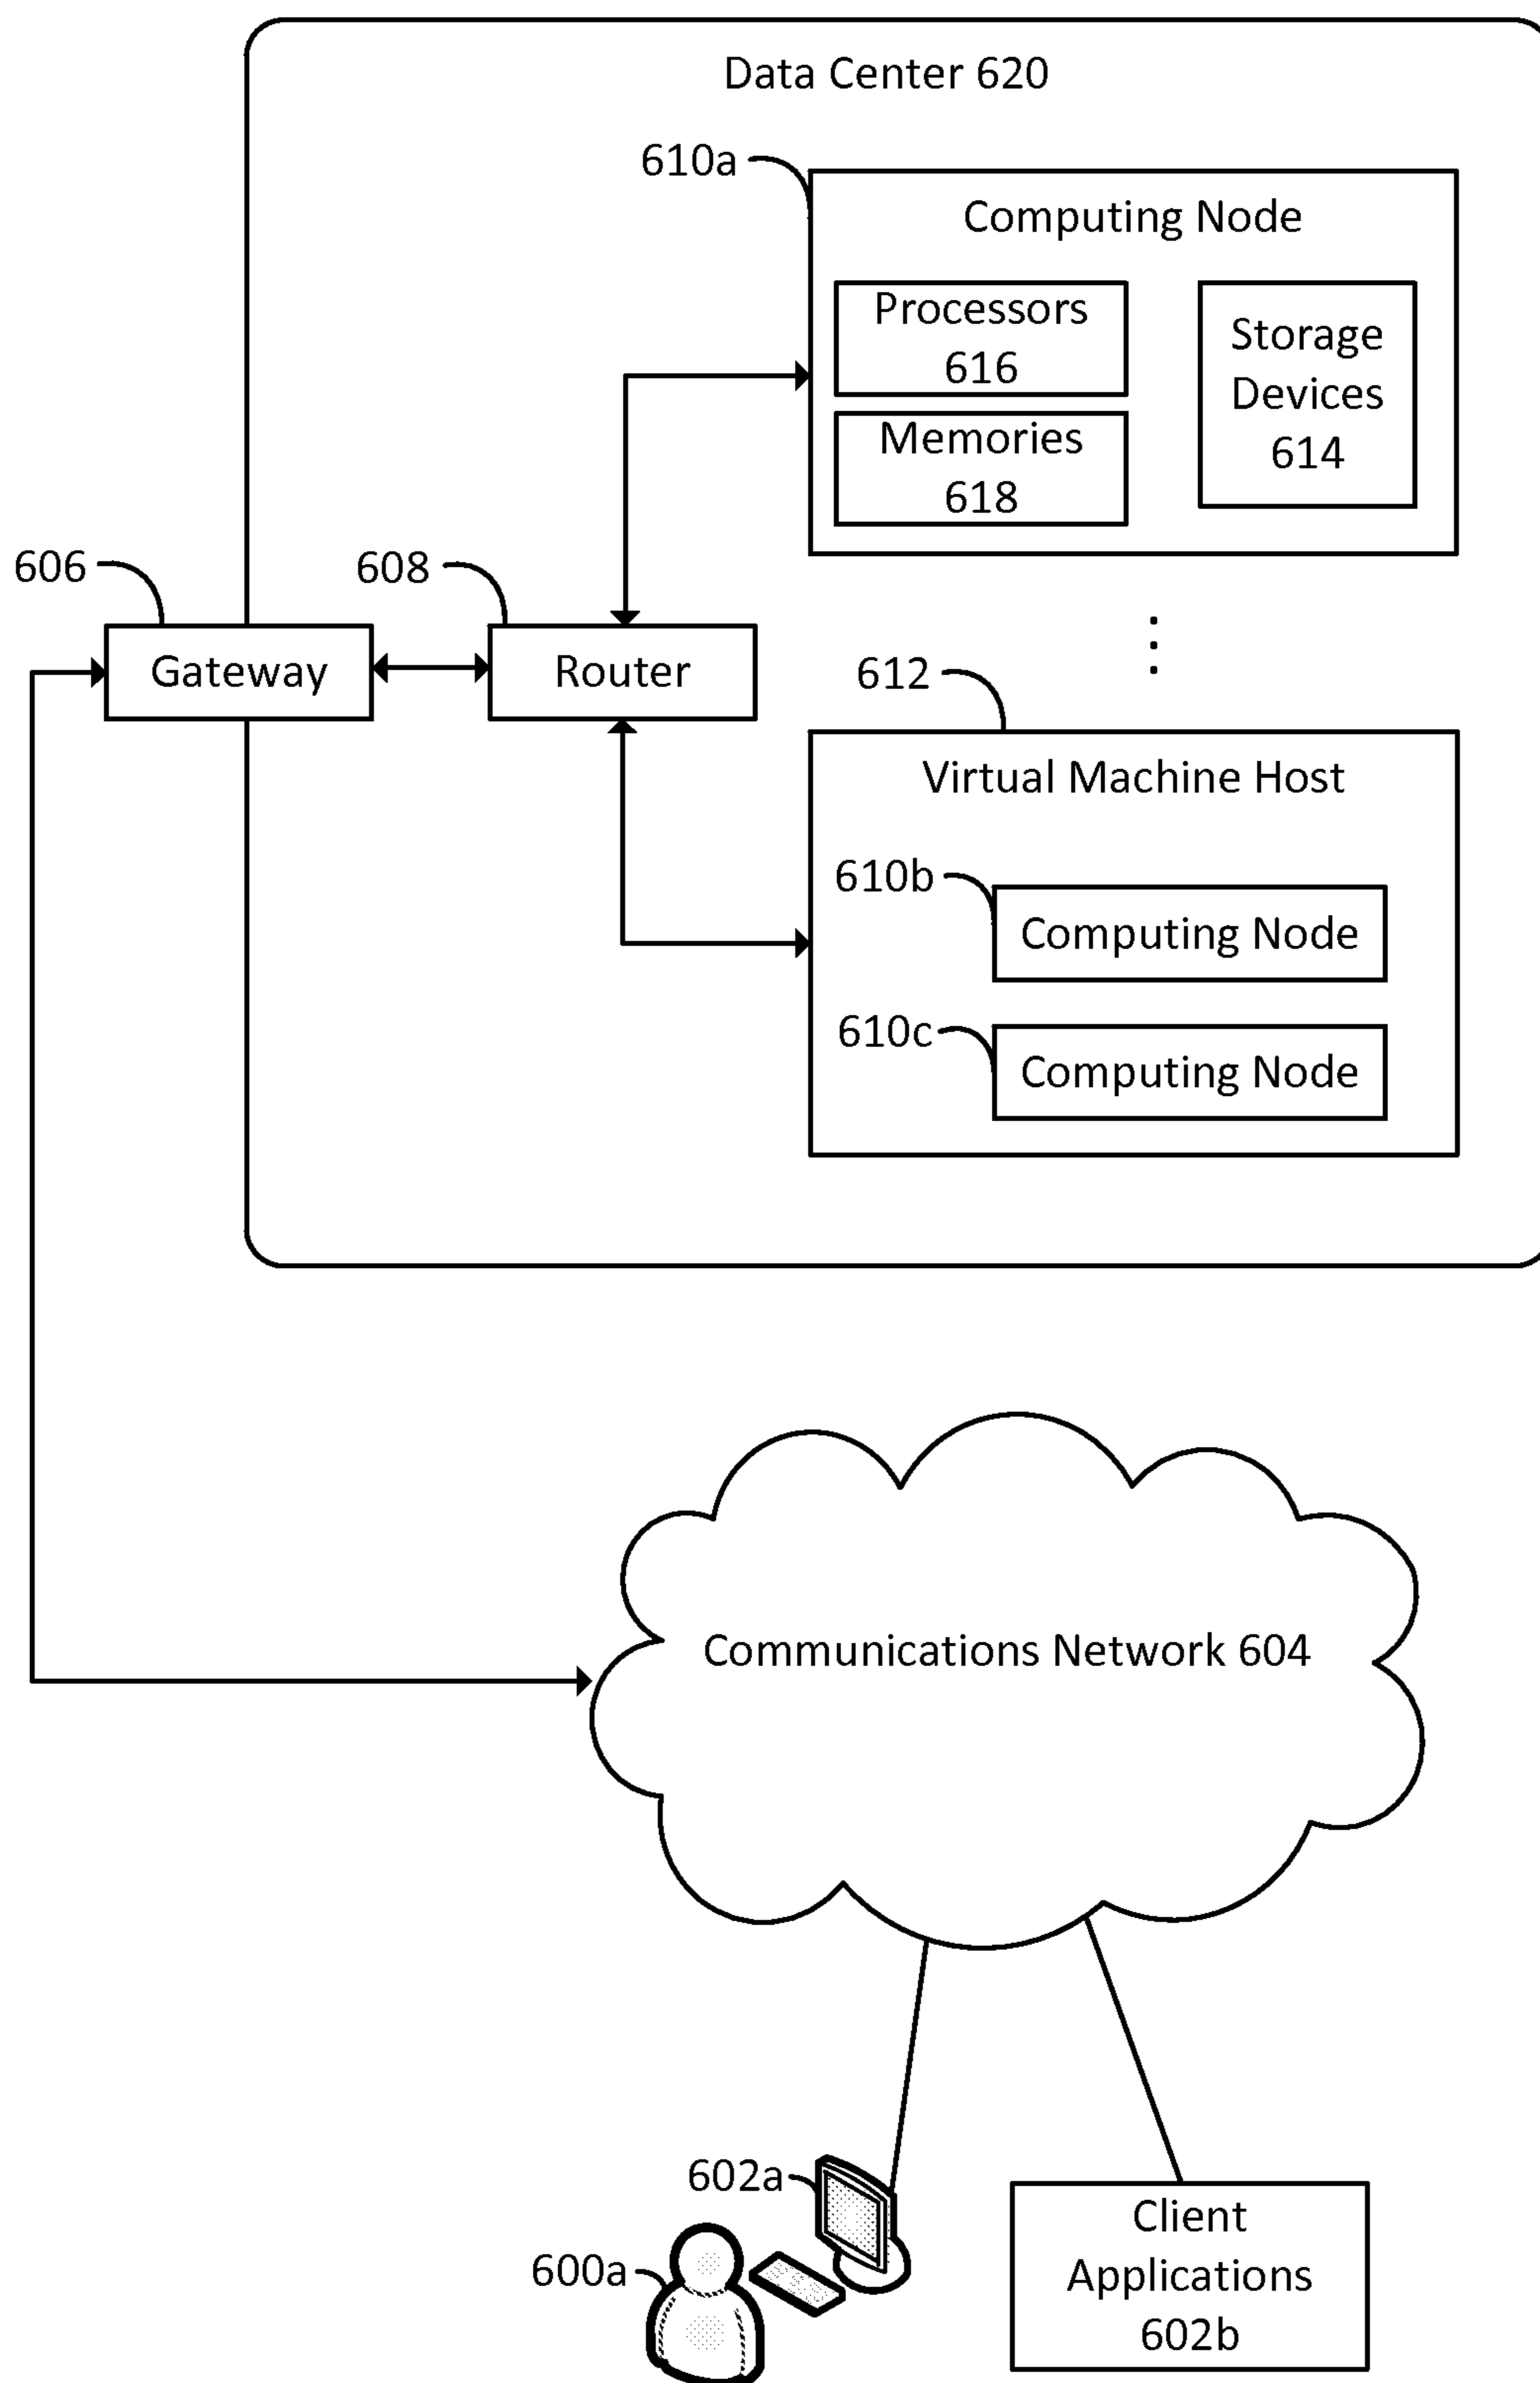 Data Center 620
610a
Computing Node
Processors
616
Storage
Devices
614
Memories
618
606
608
Gateway
Router
612
Virtual Machine Host
610b
Computing Node
610c
Computing Node
Communications Network 604
602a
600a
Client
Applications
602b